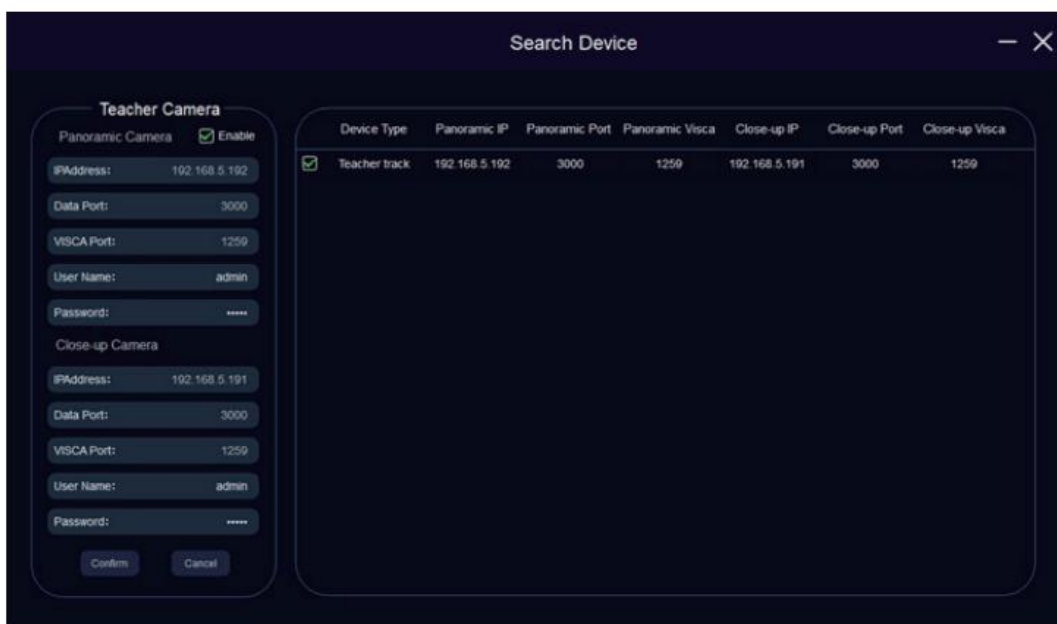 Search Device
Teacher Camera
Panoramic Camera Enable
IPAddress: 192.168.5.192
Data Port: 3000
VISCA Port: 1259
User Name: admin
Password: •••••
Close-up Camera
IPAddress: 192.168.5.191
Data Port: 3000
VISCA Port: 1259
User Name: admin
Password: •••••
Confirm Cancel
Device Type Panoramic IP Panoramic Port Panoramic Visca Close-up IP Close-up Port Close-up Visca
Teacher track 192.168.5.192 3000 1259 192.168.5.191 3000 1259